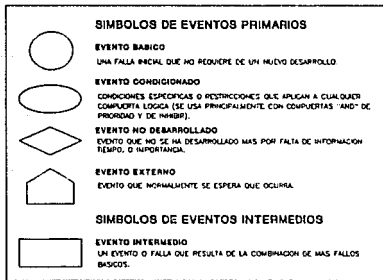 SIMBOLOS DE EVENTOS PRIMARIOS
EVENTO BASICO
UNA FALLA INICIAL QUE NO REQUIERE DE UN NUEVO DESARROLLO.
EVENTO CONDICIONADO
CONDICIONES ESPECIFICAS O RESTRICCIONES QUE APLICAN A CUALQUIER
COMPUERTA LOGICA (SE USA PRINCIPALMENTE CON COMPUERTAS "AND" DE
PRIORIDAD Y DE INHIBIR).
EVENTO NO DESARROLLADO
EVENTO QUE NO SE HA DESARROLLADO MAS POR FALTA DE INFORMACION
TIEMPO, O IMPORTANCIA.
EVENTO EXTERNO
EVENTO QUE NORMALMENTE SE ESPERA QUE OCURRA.
SIMBOLOS DE EVENTOS INTERMEDIOS
EVENTO INTERMEDIO
UN EVENTO O FALLA QUE RESULTA DE LA COMBINACION DE MAS FALLOS
BASICOS.